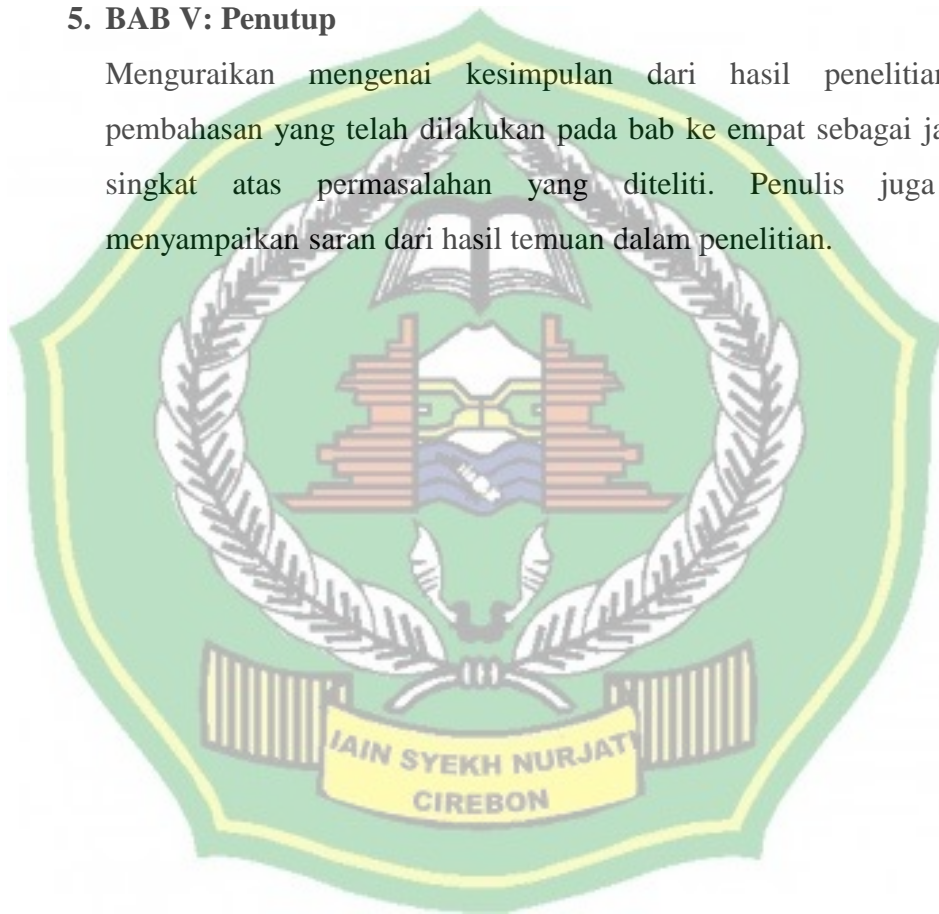 5. BAB V: Penutup
Menguraikan mengenai kesimpulan dari hasil penelitian
pembahasan yang telah dilakukan pada bab ke empat sebagai ja
singkat atas permasalahan yang diteliti. Penulis juga
menyampaikan saran dari hasil temuan dalam penelitian.
IAIN SYEKH NURJATI
CIREBON